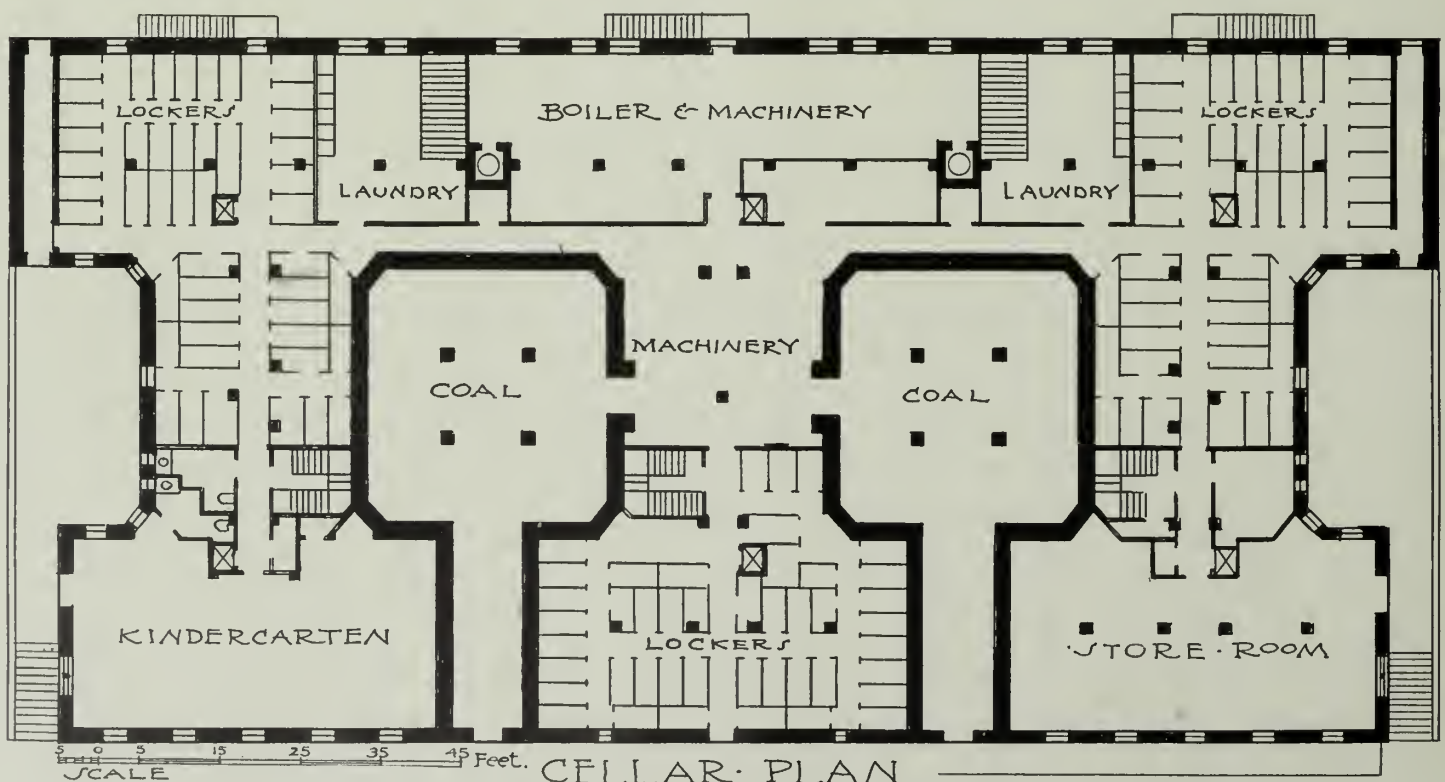 LOCKERS
BOILER & MACHINERY
LOCKERS
LAUNDRY
LAUNDRY
MACHINERY
COAL
COAL
KINDERCARTEN
LOCKERS
·STORE·ROOM
5 0 5 15 25 35 45 Feet.
SCALE
CELLAR·PLAN